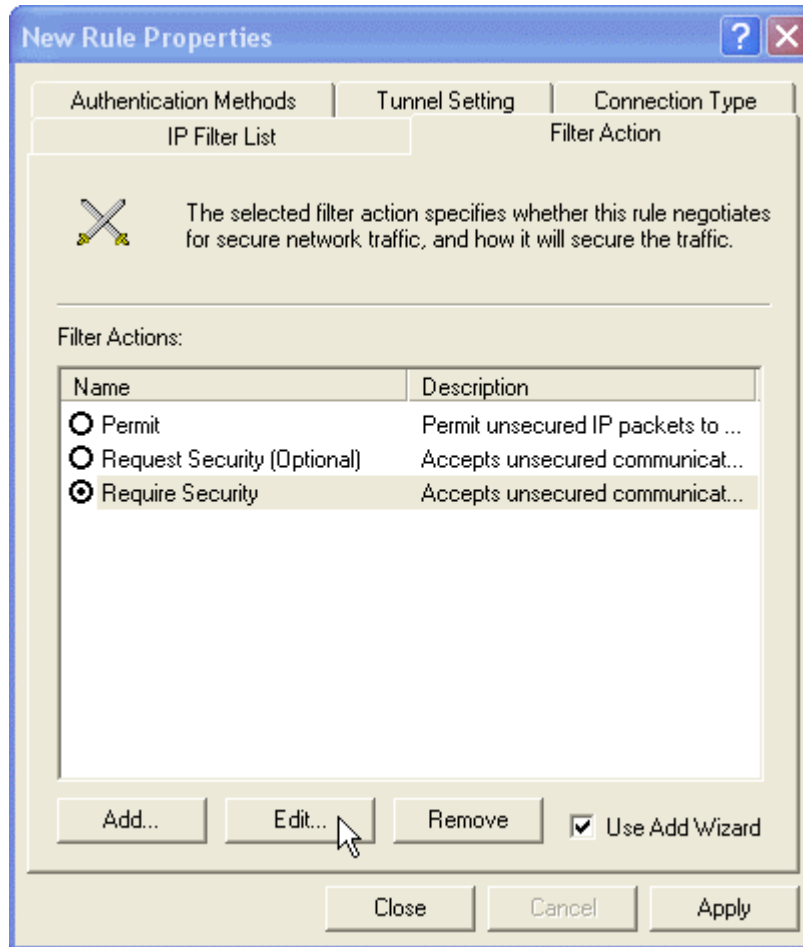 New Rule Properties
Authentication Methods Tunnel Setting Connection Type
IP Filter List Filter Action
The selected filter action specifies whether this rule negotiates
for secure network traffic, and how it will secure the traffic.
Filter Actions:
Name Description
Permit Permit unsecured IP packets to ...
Request Security (Optional) Accepts unsecured communicat...
Require Security Accepts unsecured communicat...
Add... Edit... Remove Use Add Wizard
Close Cancel Apply